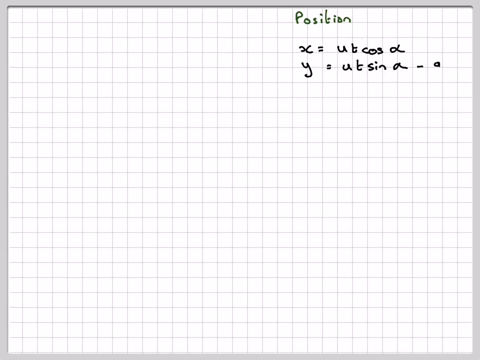 Position
x = ut cos α
y = ut sin α -